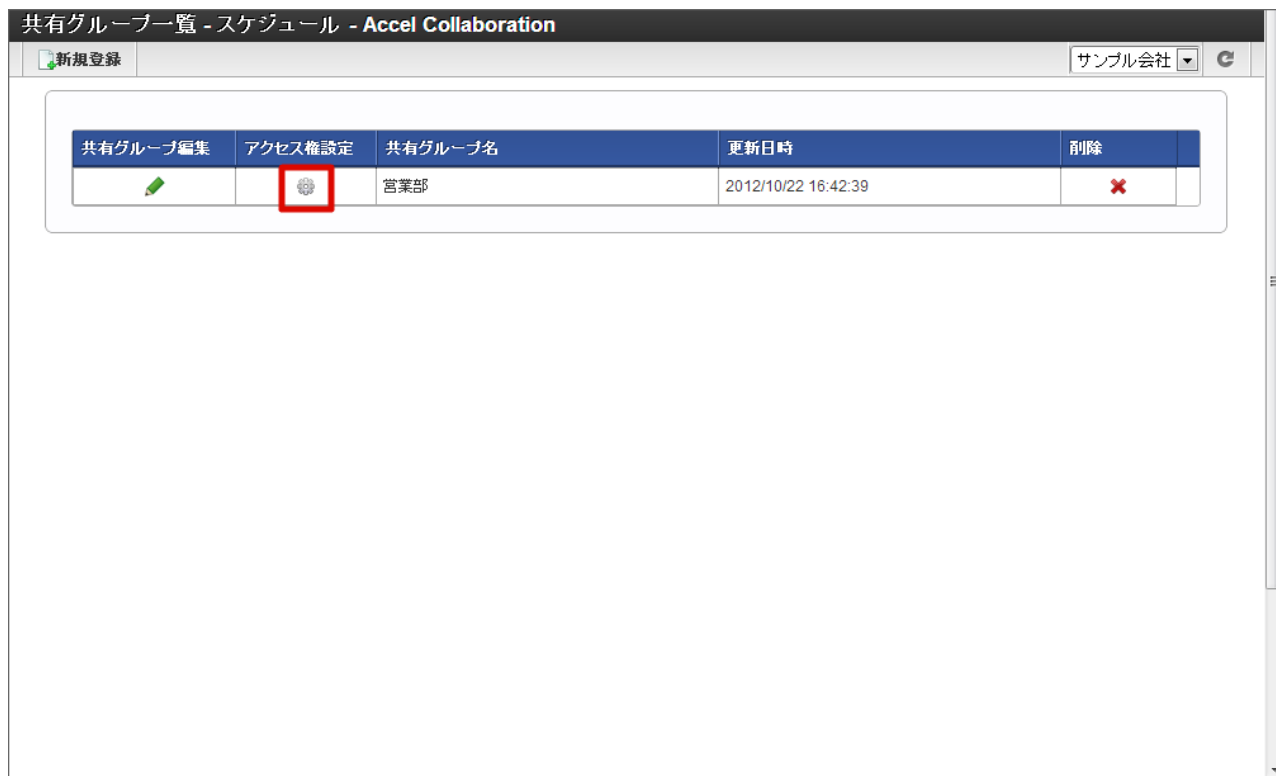 共有グループ一覧 - スケジュール - Accel Collaboration
新規登録 サンプル会社
共有グループ編集 アクセス権設定 共有グループ名 更新日時 削除
営業部 2012/10/22 16:42:39